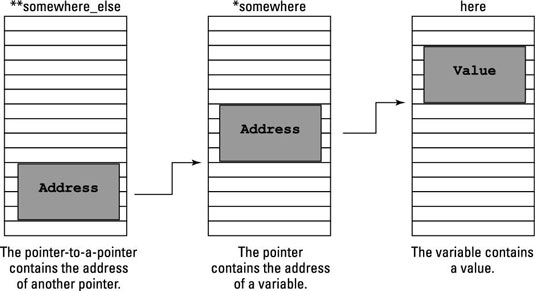 **somewhere_else
*somewhere
here
Address
Address
Value
The pointer-to-a-pointer
contains the address
of another pointer.
The pointer
contains the address
of a variable.
The variable contains
a value.